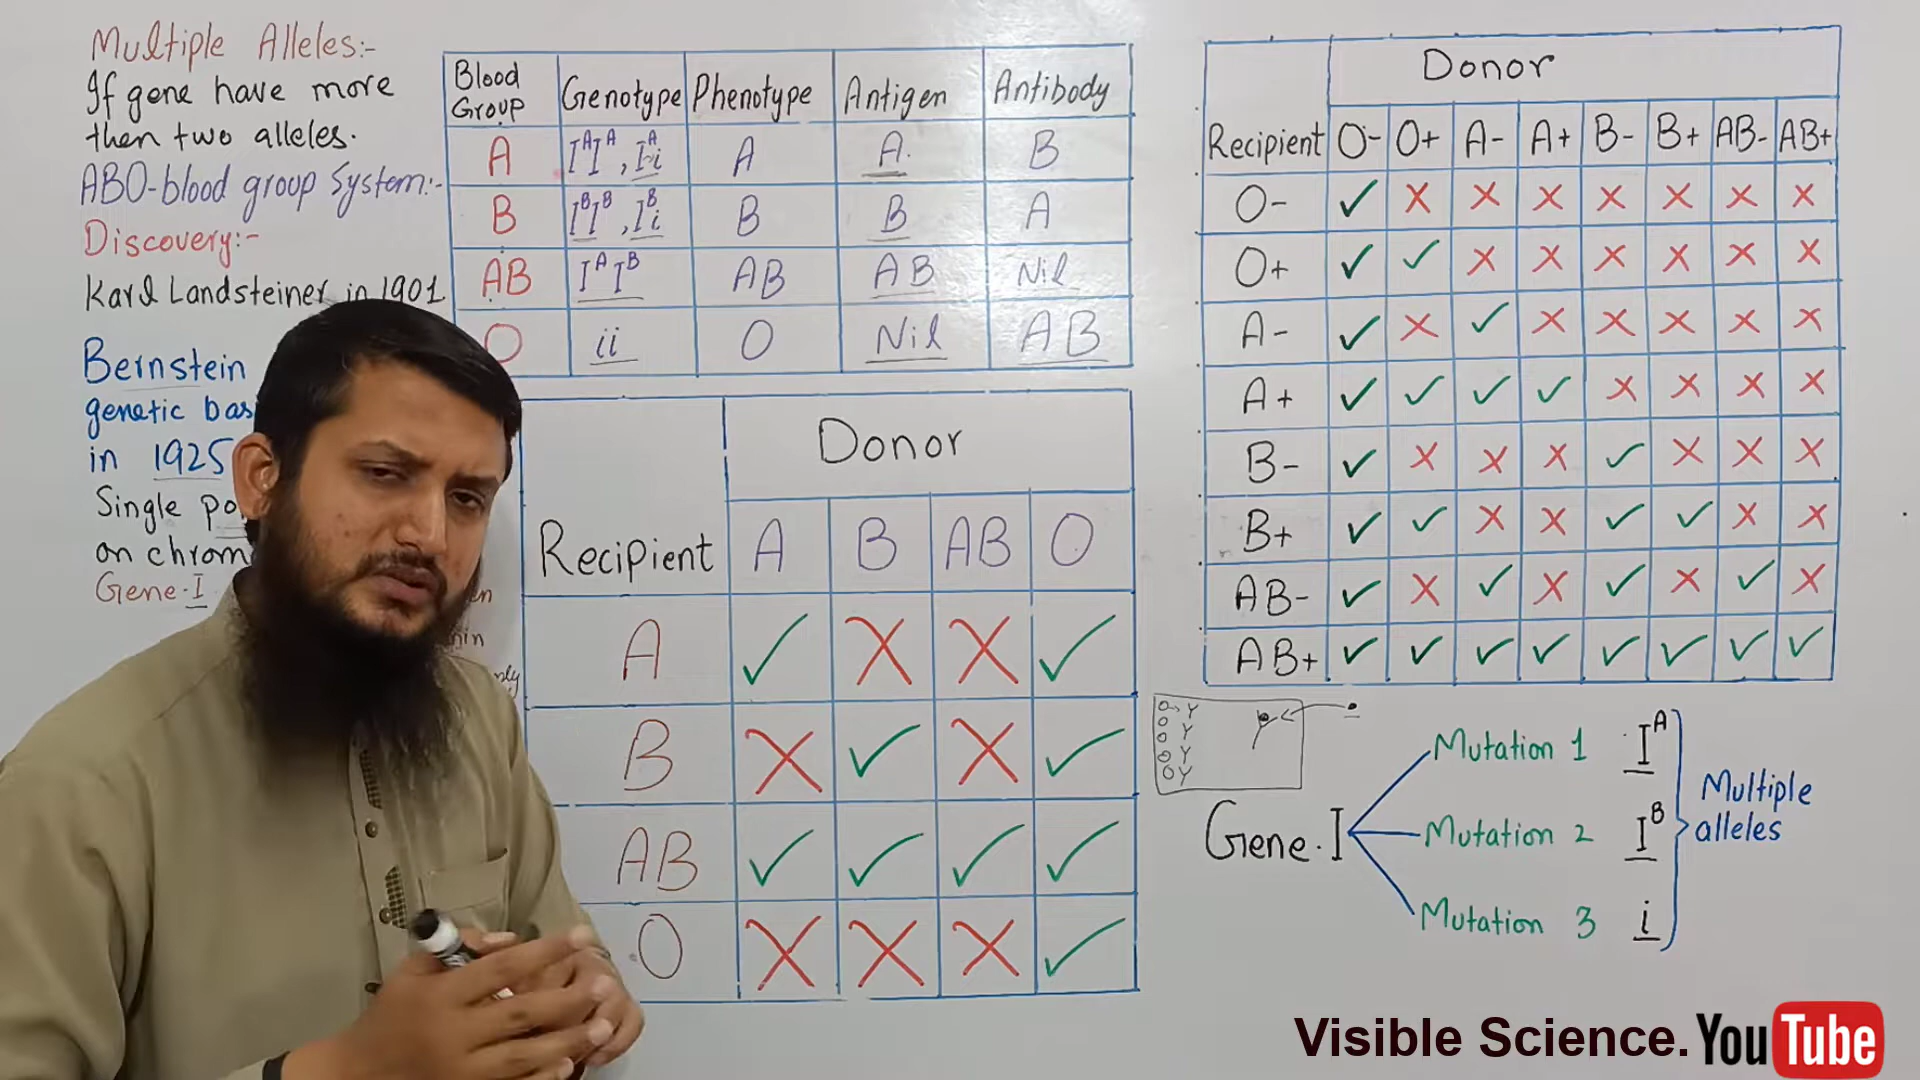 Multiple Alleles:-
If gene have more
then two alleles.
ABO-blood group System:-
Discovery:-
Karl Landsteiner in 1901
Bernstein
genetic bas
in 1925
Single po
on chrom
Gene.I
Blood Group Genotype Phenotype Antigen Antibody
A IᴬIᴬ, Iᴬi A A B
B IᴮIᴮ, Iᴮi B B A
AB IᴬIᴮ AB AB Nil
O ii O Nil AB
Donor
Recipient A B AB O
A ✓ X X ✓
B X ✓ X ✓
AB ✓ ✓ ✓ ✓
O X X X ✓
Donor
Recipient O- O+ A- A+ B- B+ AB- AB+
O- ✓ X X X X X X X
O+ ✓ ✓ X X X X X X
A- ✓ X ✓ X X X X X
A+ ✓ ✓ ✓ ✓ X X X X
B- ✓ X X X ✓ X X X
B+ ✓ ✓ X X ✓ ✓ X X
AB- ✓ X ✓ X ✓ X ✓ X
AB+ ✓ ✓ ✓ ✓ ✓ ✓ ✓ ✓
Gene.I
Mutation 1 Iᴬ
Mutation 2 Iᴮ
Mutation 3 i
Multiple
alleles
Visible Science. YouTube